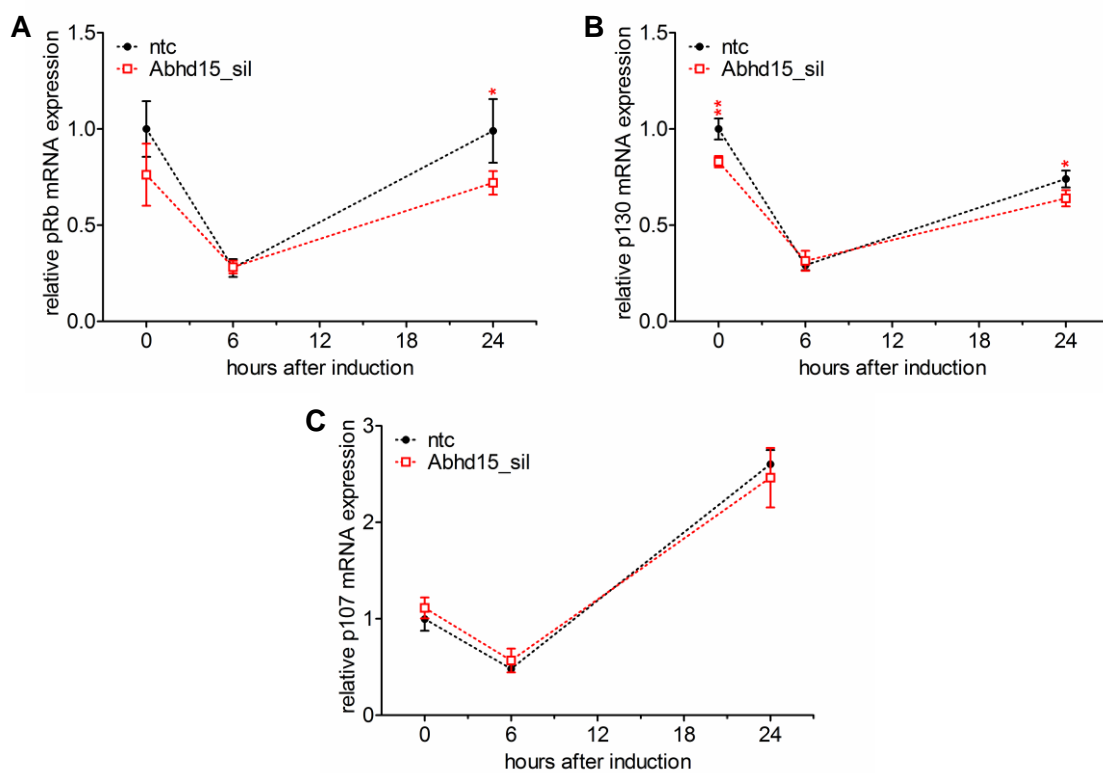 A
relative pRb mRNA expression
1.5
1.0
0.5
0.0
ntc
Abhd15_sil
*
0 6 12 18 24
hours after induction
B
relative p130 mRNA expression
1.5
1.0
0.5
0.0
ntc
Abhd15_sil
**
*
0 6 12 18 24
hours after induction
C
relative p107 mRNA expression
3
2
1
0
ntc
Abhd15_sil
0 6 12 18 24
hours after induction